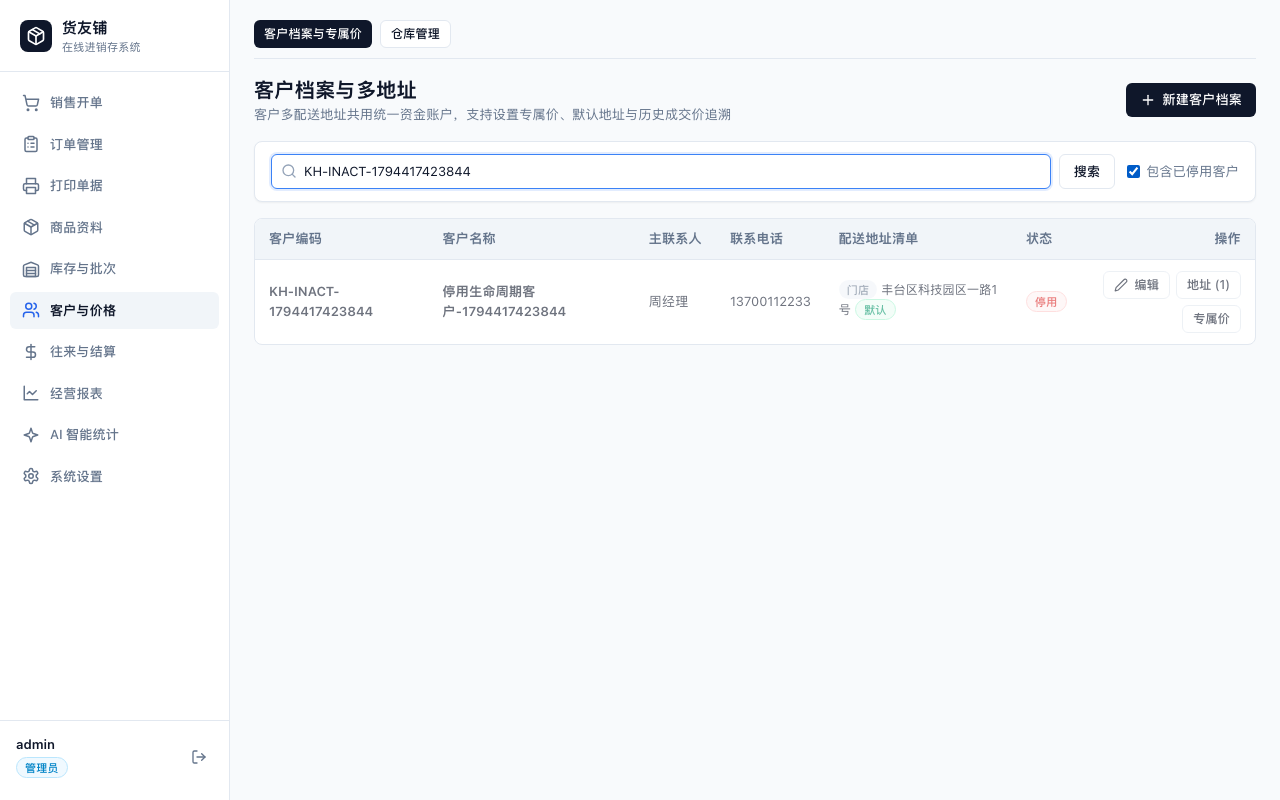 货友铺
在线进销存系统
销售开单
订单管理
打印单据
商品资料
库存与批次
客户与价格
往来与结算
经营报表
AI 智能统计
系统设置
admin
管理员
客户档案与专属价 仓库管理
客户档案与多地址
客户多配送地址共用统一资金账户，支持设置专属价、默认地址与历史成交价追溯
新建客户档案
KH-INACT-1794417423844 搜索 包含已停用客户
客户编码 客户名称 主联系人 联系电话 配送地址清单 状态 操作
KH-INACT-
1794417423844
停用生命周期客
户-1794417423844
周经理
13700112233
门店 丰台区科技园区一路1
号 默认
停用
编辑 地址 (1)
专属价